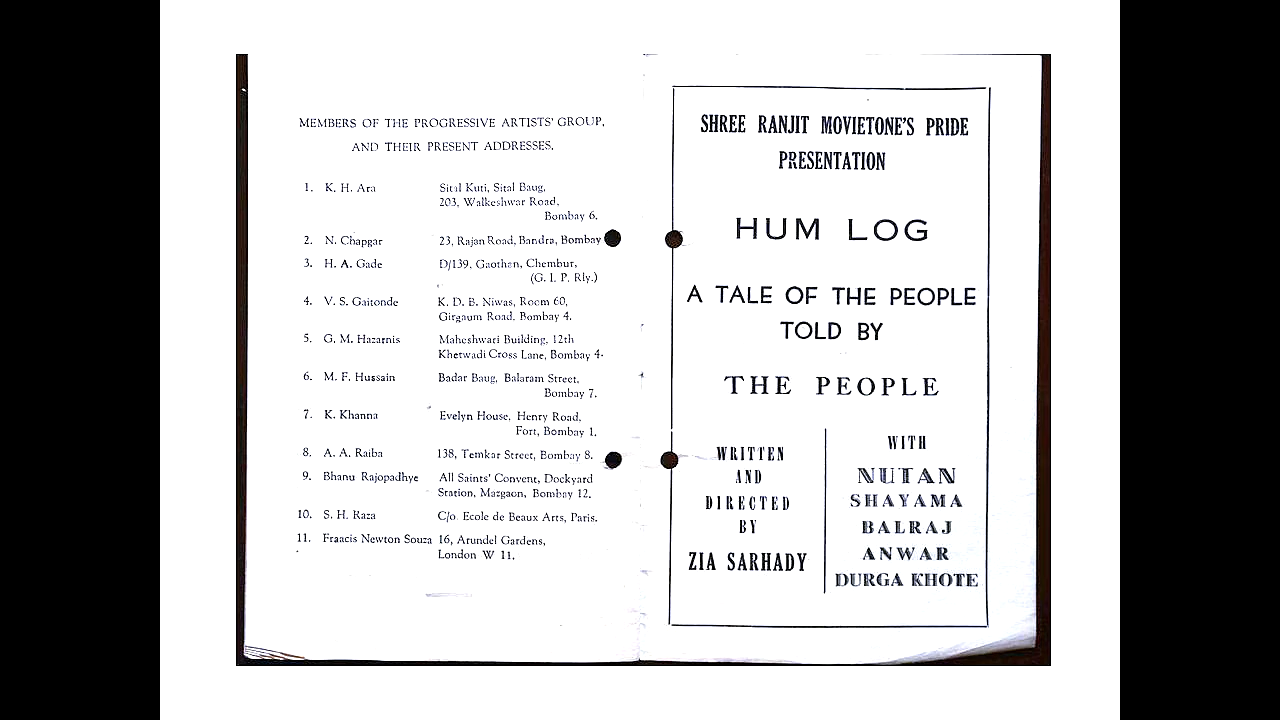 MEMBERS OF THE PROGRESSIVE ARTISTS' GROUP,
AND THEIR PRESENT ADDRESSES.
1. K. H. Ara Sital Kuti, Sital Baug,
203, Walkeshwar Road,
Bombay 6.
2. N. Chapgar 23, Rajan Road, Bandra, Bombay
3. H. A. Gade D/139, Gaothan, Chembur,
(G. I. P. Rly.)
4. V. S. Gaitonde K. D. B. Niwas, Room 60,
Girgaum Road, Bombay 4.
5. G. M. Hazarnis Maheshwari Building, 12th
Khetwadi Cross Lane, Bombay 4.
6. M. F. Hussain Badar Baug, Balaram Street,
Bombay 7.
7. K. Khanna Evelyn House, Henry Road,
Fort, Bombay 1.
8. A. A. Raiba 138, Temkar Street, Bombay 8.
9. Bhanu Rajopadhye All Saints' Convent, Dockyard
Station, Mazgaon, Bombay 12.
10. S. H. Raza C/o. Ecole de Beaux Arts, Paris.
11. Fraacis Newton Souza 16, Arundel Gardens,
London W 11.
SHREE RANJIT MOVIETONE'S PRIDE
PRESENTATION
HUM LOG
A TALE OF THE PEOPLE
TOLD BY
THE PEOPLE
WRITTEN
AND
DIRECTED
BY
ZIA SARHADY
WITH
NUTAN
SHAYAMA
BALRAJ
ANWAR
DURGA KHOTE